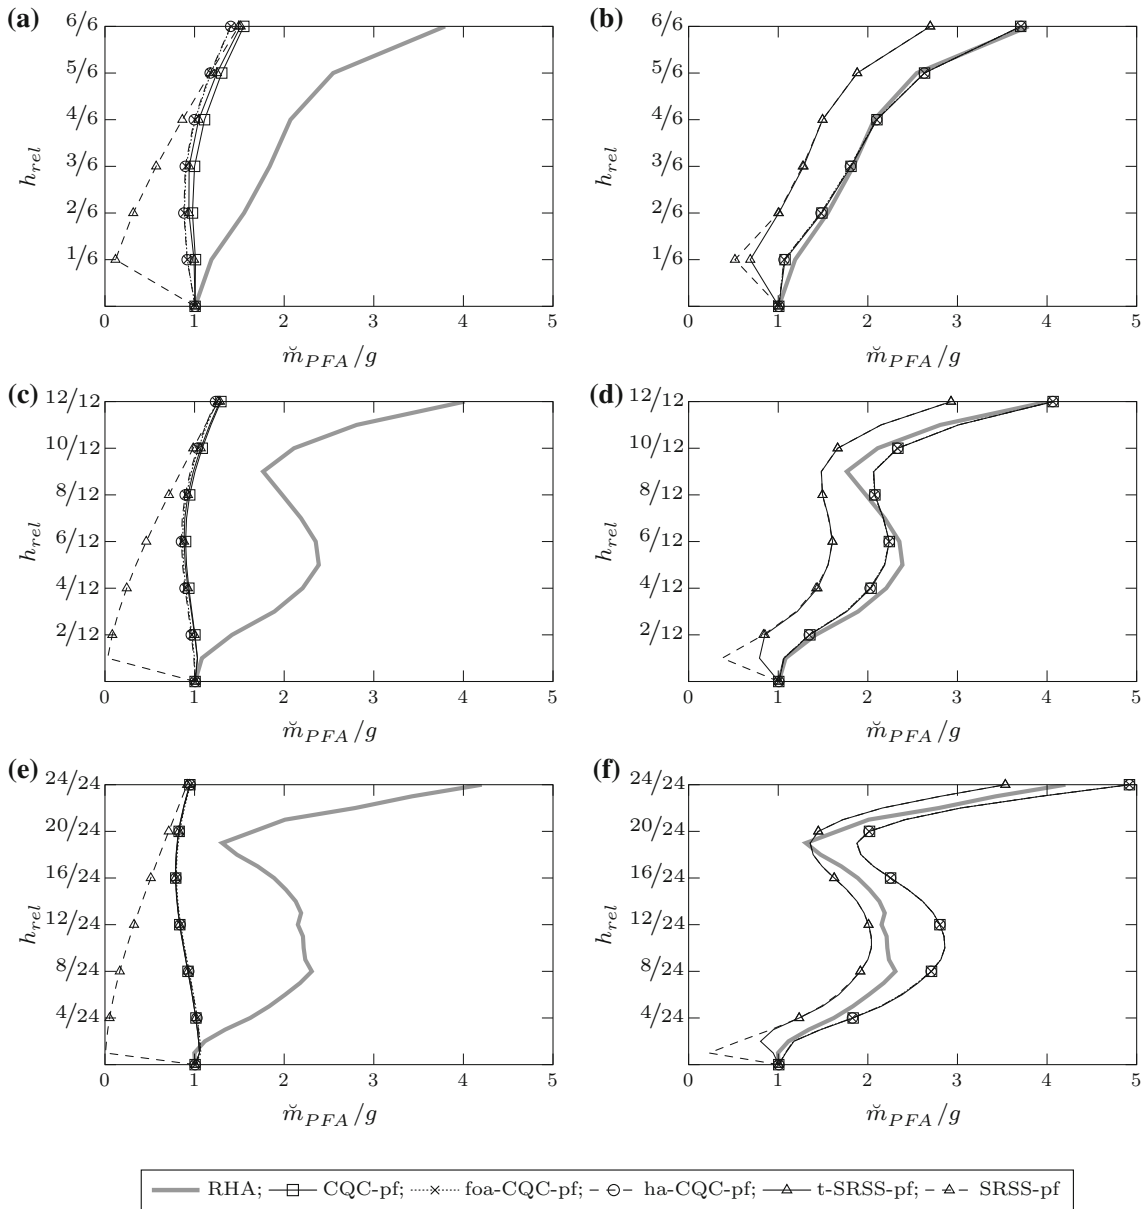 (a)
6/6
5/6
4/6
3/6
2/6
1/6
h_rel
0 1 2 3 4 5
m̆_PFA/g
(b)
6/6
5/6
4/6
3/6
2/6
1/6
h_rel
0 1 2 3 4 5
m̆_PFA/g
(c)
12/12
10/12
8/12
6/12
4/12
2/12
h_rel
0 1 2 3 4 5
m̆_PFA/g
(d)
12/12
10/12
8/12
6/12
4/12
2/12
h_rel
0 1 2 3 4 5
m̆_PFA/g
(e)
24/24
20/24
16/24
12/24
8/24
4/24
h_rel
0 1 2 3 4 5
m̆_PFA/g
(f)
24/24
20/24
16/24
12/24
8/24
4/24
h_rel
0 1 2 3 4 5
m̆_PFA/g
RHA; CQC-pf; foa-CQC-pf; ha-CQC-pf; t-SRSS-pf; SRSS-pf